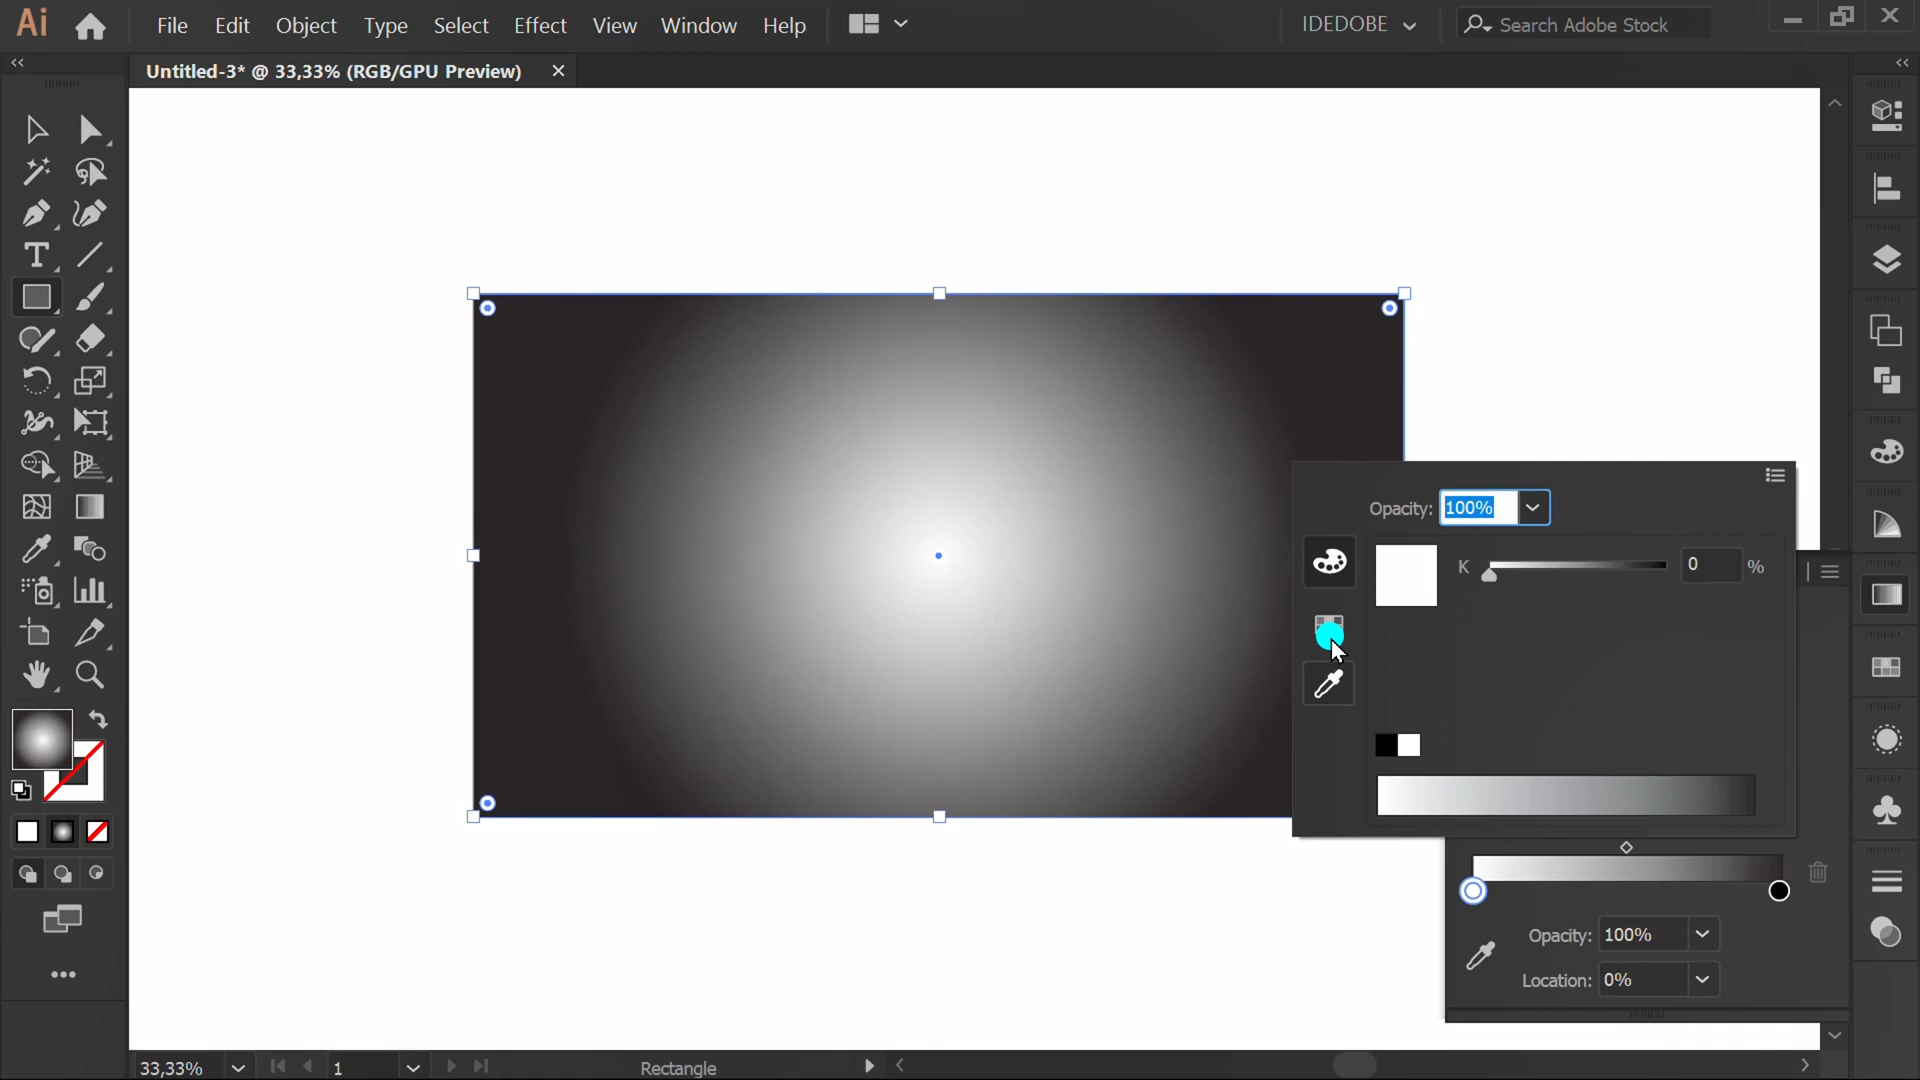 Ai File Edit Object Type Select Effect View Window Help IDEDOBE Search Adobe Stock
Untitled-3* @ 33,33% (RGB/GPU Preview)
Opacity: 100%
K 0 %
Opacity: 100%
Location: 0%
33,33% 1 Rectangle